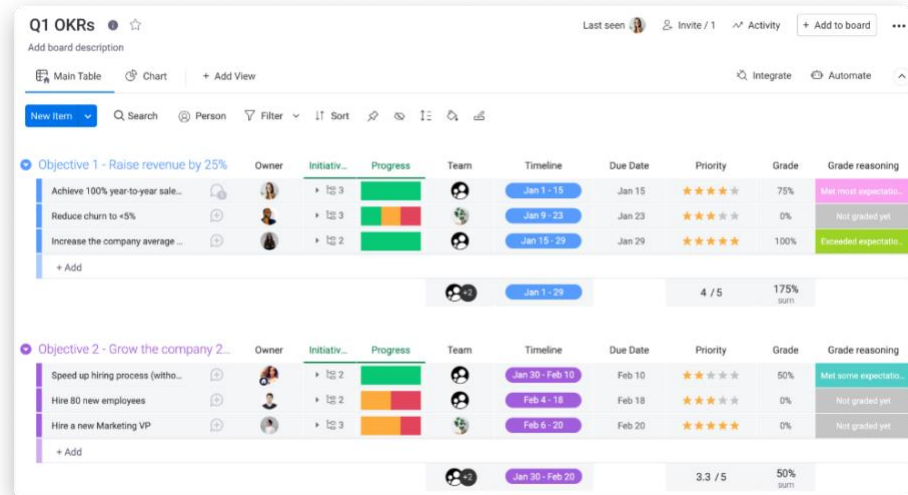 Q1 OKRs
Last seen
Invite / 1
Activity
+ Add to board
Add board description
Main Table
Chart
+ Add View
Integrate
Automate
New Item
Search
Person
Filter
Sort
Objective 1 - Raise revenue by 25% Owner Initiativ... Progress Team Timeline Due Date Priority Grade Grade reasoning
Achieve 100% year-to-year sale... 3 Jan 1 - 15 Jan 15 75% Met most expectatio...
Reduce churn to <5% 3 Jan 9 - 23 Jan 23 0% Not graded yet
Increase the company average ... 2 Jan 15 - 29 Jan 29 100% Exceeded expectatio...
+ Add
+2 Jan 1 - 29 4 / 5 175%
sum
Objective 2 - Grow the company 2... Owner Initiativ... Progress Team Timeline Due Date Priority Grade Grade reasoning
Speed up hiring process (witho... 2 Jan 30 - Feb 10 Feb 10 50% Met some expectatio...
Hire 80 new employees 2 Feb 4 - 18 Feb 18 0% Not graded yet
Hire a new Marketing VP 3 Feb 6 - 20 Feb 20 0% Not graded yet
+ Add
+2 Jan 30 - Feb 20 3.3 / 5 50%
sum